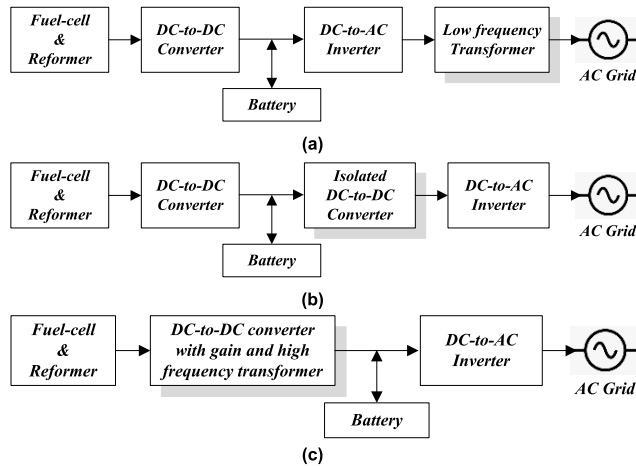 Fuel-cell
&
Reformer
DC-to-DC
Converter
DC-to-AC
Inverter
Low frequency
Transformer
AC Grid
Battery
(a)
Fuel-cell
&
Reformer
DC-to-DC
Converter
Isolated
DC-to-DC
Converter
DC-to-AC
Inverter
AC Grid
Battery
(b)
Fuel-cell
&
Reformer
DC-to-DC converter
with gain and high
frequency transformer
DC-to-AC
Inverter
AC Grid
Battery
(c)